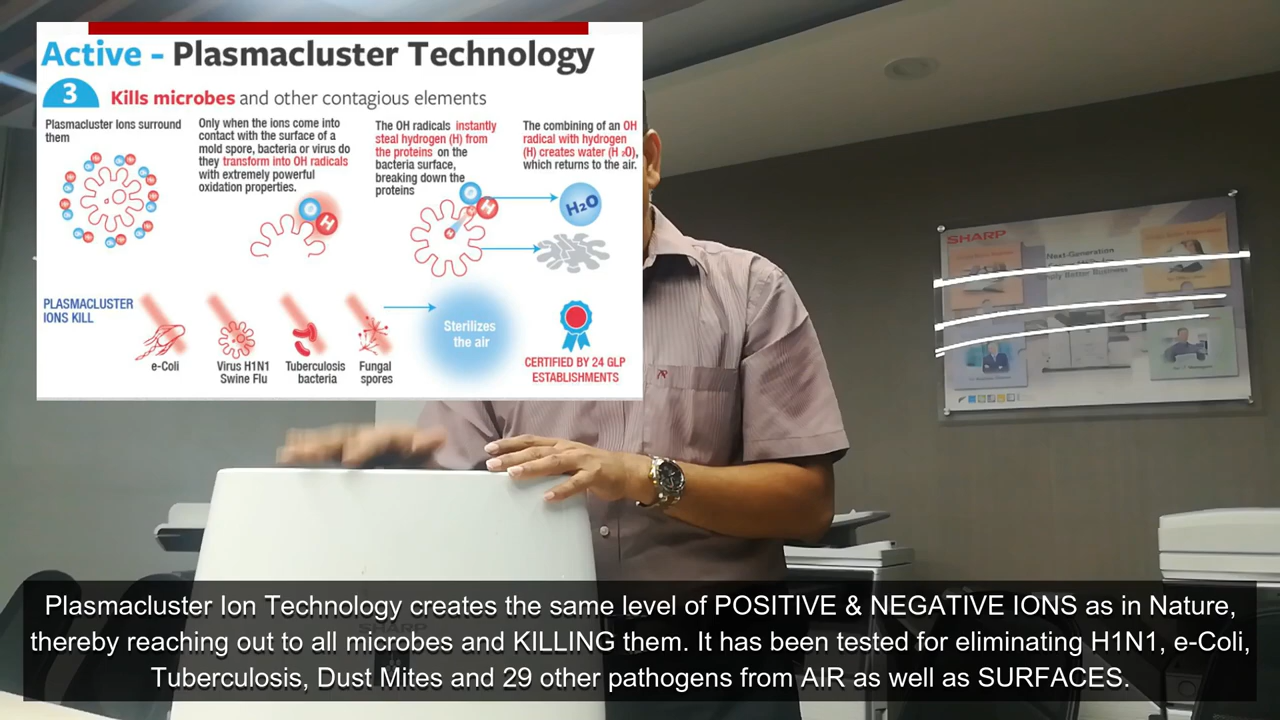 Active - Plasmacluster Technology
3
Kills microbes and other contagious elements
Plasmacluster Ions surround
them
Only when the ions come into
contact with the surface of a
mold spore, bacteria or virus do
they transform into OH radicals
with extremely powerful
oxidation properties.
The OH radicals instantly
steal hydrogen (H) from
the proteins on the
bacteria surface,
breaking down the
proteins
The combining of an OH
radical with hydrogen
(H) creates water (H2O),
which returns to the air.
O H
O H
H
H2O
PLASMACLUSTER
IONS KILL
e-Coli
Virus H1N1
Swine Flu
Tuberculosis
bacteria
Fungal
spores
Sterilizes
the air
CERTIFIED BY 24 GLP
ESTABLISHMENTS
SHARP
Next-Generation
Simply Better Business
Plasmacluster Ion Technology creates the same level of POSITIVE & NEGATIVE IONS as in Nature,
thereby reaching out to all microbes and KILLING them. It has been tested for eliminating H1N1, e-Coli,
Tuberculosis, Dust Mites and 29 other pathogens from AIR as well as SURFACES.